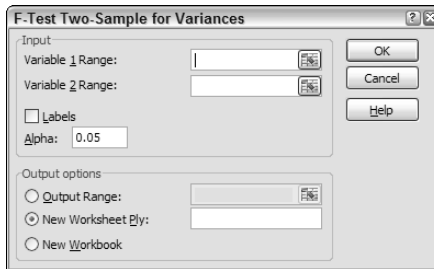 F-Test Two-Sample for Variances
Input
Variable 1 Range:
Variable 2 Range:
Labels
Alpha: 0.05
OK
Cancel
Help
Output options
Output Range:
New Worksheet Ply:
New Workbook